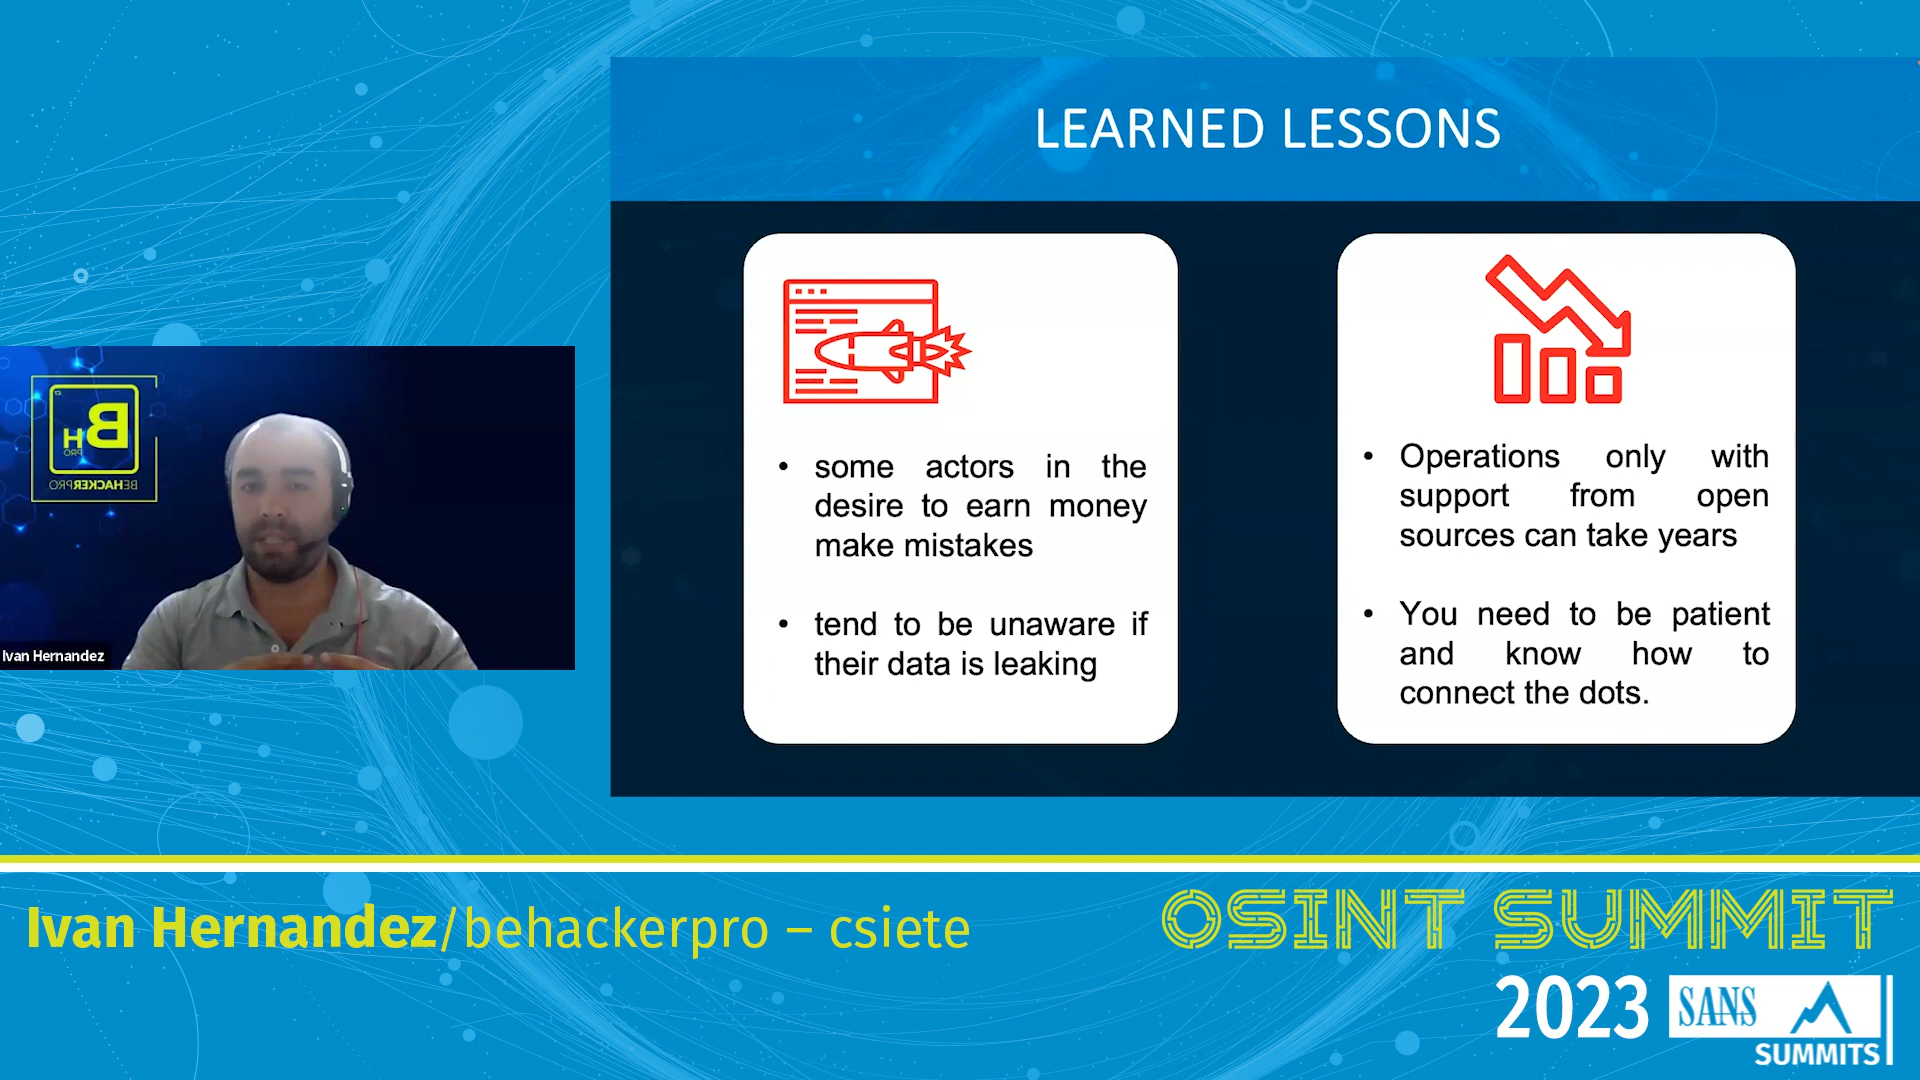 LEARNED LESSONS
• some actors in the
desire to earn money
make mistakes
• tend to be unaware if
their data is leaking
• Operations only with
support from open
sources can take years
• You need to be patient
and know how to
connect the dots.
B
H
PRO
BEHACKERPRO
Ivan Hernandez
Ivan Hernandez/behackerpro – csiete
OSINT SUMMIT
2023 SANS
SUMMITS